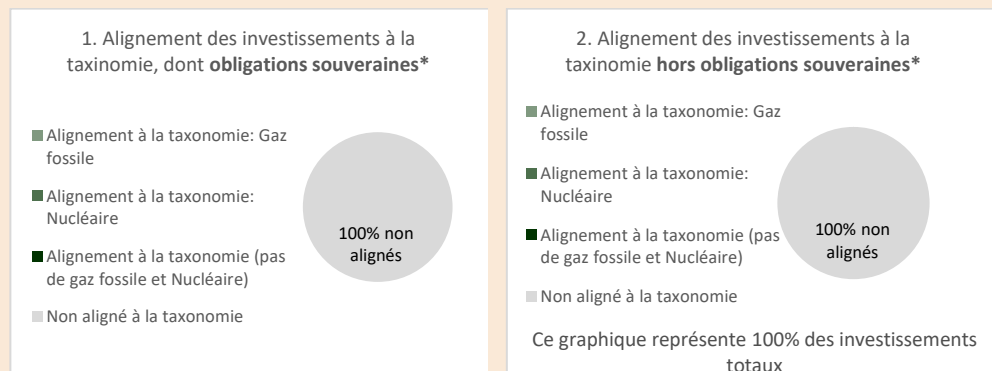 1. Alignement des investissements à la
taxinomie, dont obligations souveraines*
Alignement à la taxonomie: Gaz
fossile
Alignement à la taxonomie:
Nucléaire
Alignement à la taxonomie (pas
de gaz fossile et Nucléaire)
Non aligné à la taxonomie
100% non
alignés
2. Alignement des investissements à la
taxinomie hors obligations souveraines*
Alignement à la taxonomie: Gaz
fossile
Alignement à la taxonomie:
Nucléaire
Alignement à la taxonomie (pas
de gaz fossile et Nucléaire)
Non aligné à la taxonomie
100% non
alignés
Ce graphique représente 100% des investissements
totaux